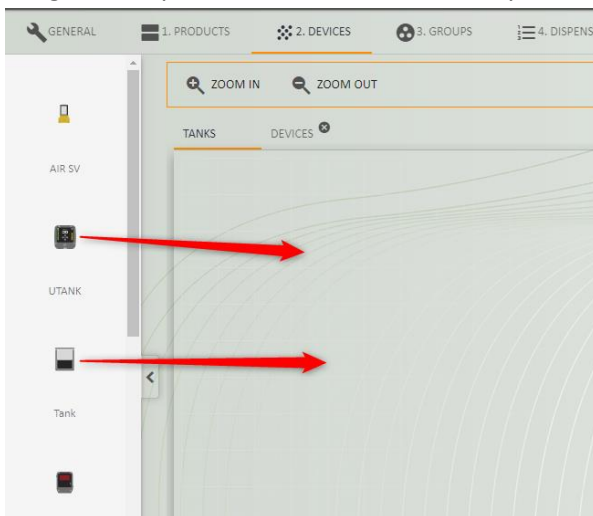 GENERAL 1. PRODUCTS 2. DEVICES 3. GROUPS 4. DISPENS
ZOOM IN ZOOM OUT
TANKS DEVICES
AIR SV
UTANK
Tank